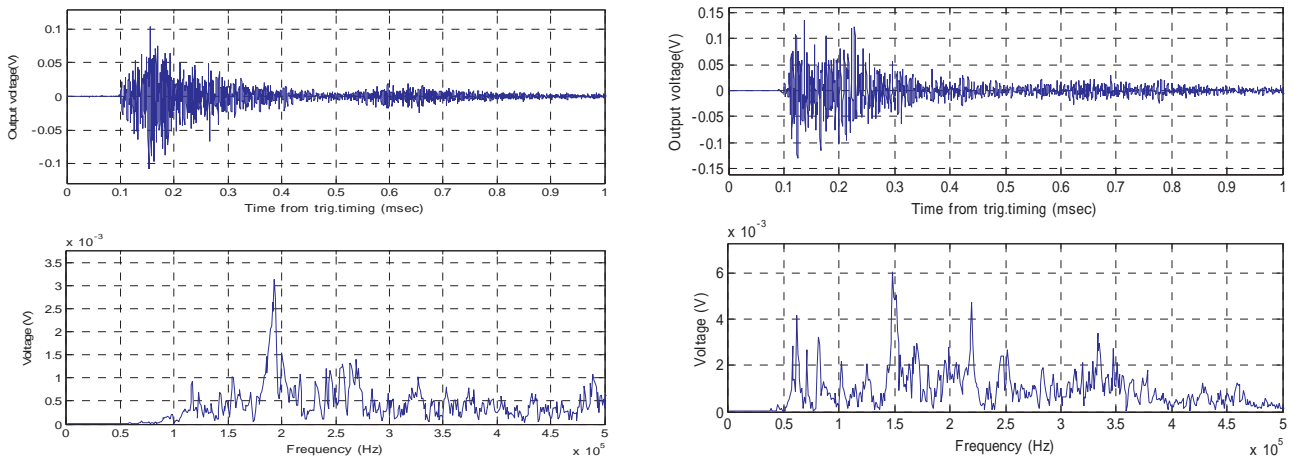 0.1
0.05
0
-0.05
-0.1
Output voltage(V)
0 0.1 0.2 0.3 0.4 0.5 0.6 0.7 0.8 0.9 1
Time from trig.timing (msec)
0.15
0.1
0.05
0
-0.05
-0.1
-0.15
Output voltage (V)
0 0.1 0.2 0.3 0.4 0.5 0.6 0.7 0.8 0.9 1
Time from trig.timing (msec)
x 10⁻³
3.5
3
2.5
2
1.5
1
0.5
0
Voltage (V)
0 0.5 1 1.5 2 2.5 3 3.5 4 4.5 5
Frequency (Hz)
x 10⁵
x 10⁻³
6
4
2
0
Voltage (V)
0 0.5 1 1.5 2 2.5 3 3.5 4 4.5 5
Frequency (Hz)
x 10⁵